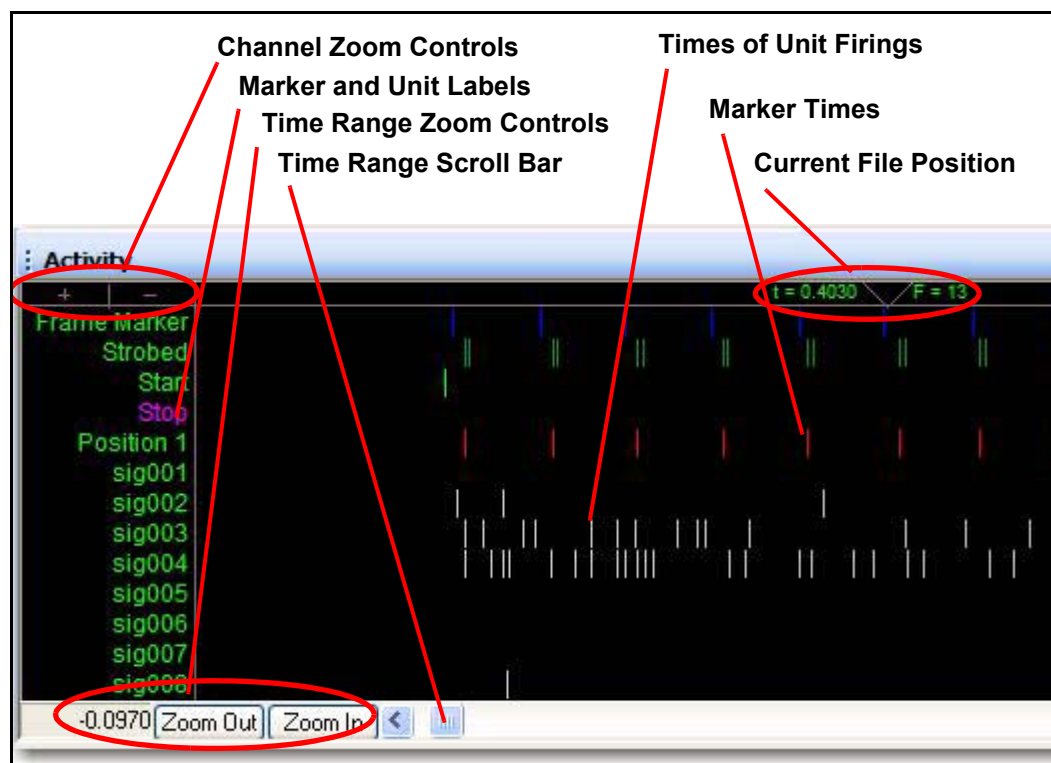 Channel Zoom Controls
Times of Unit Firings
Marker and Unit Labels
Marker Times
Time Range Zoom Controls
Time Range Scroll Bar
Current File Position
Activity
+ −
t = 0.4030 F = 13
Frame Marker
Strobed
Start
Stop
Position 1
sig001
sig002
sig003
sig004
sig005
sig006
sig007
sig008
-0.0970 Zoom Out Zoom In <